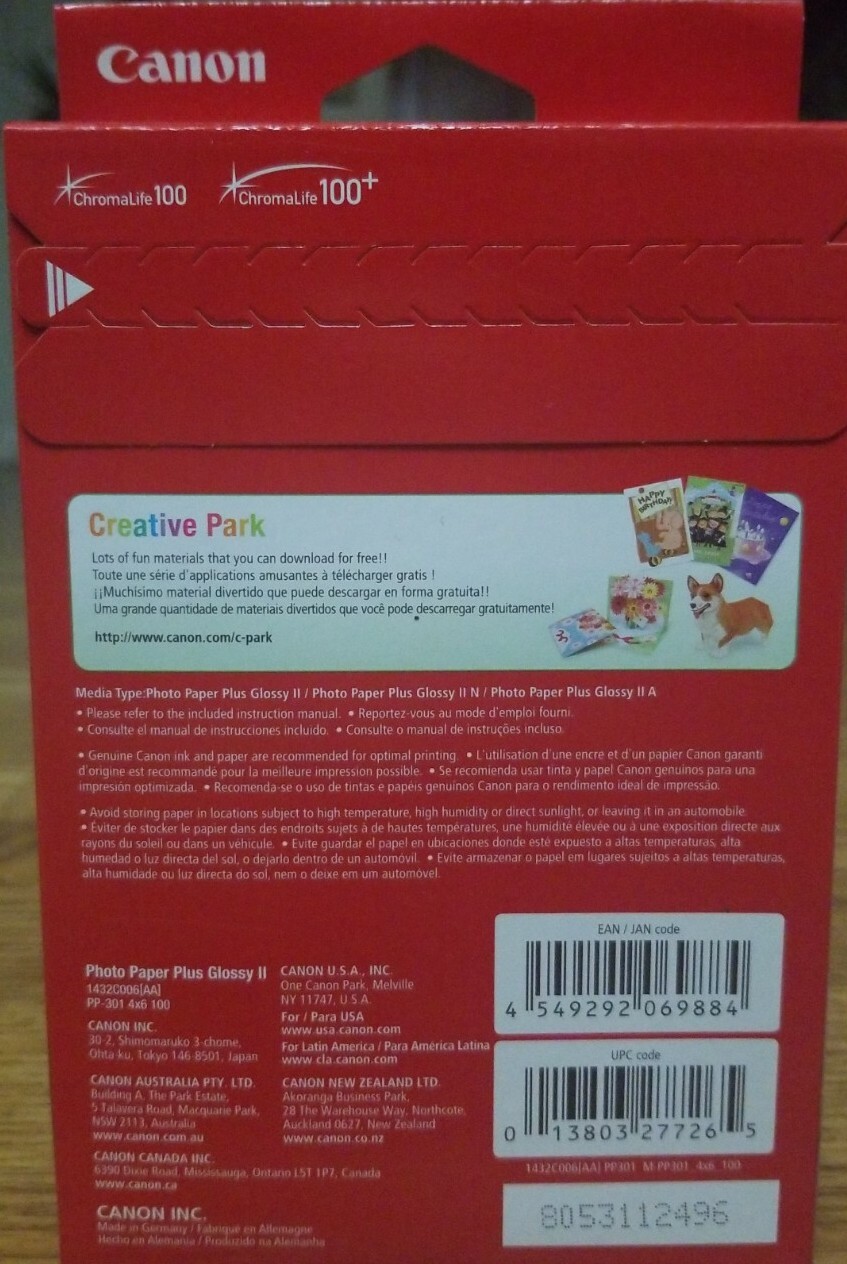 Canon
ChromaLife 100 ChromaLife 100+
Creative Park
HAPPY BIRTHDAY!
Lots of fun materials that you can download for free!!
Toute une série d'applications amusantes à télécharger gratis !
¡¡Muchísimo material divertido que puede descargar en forma gratuita!!
Uma grande quantidade de materiais divertidos que você pode descarregar gratuitamente!
http://www.canon.com/c-park
Media Type:Photo Paper Plus Glossy II / Photo Paper Plus Glossy II N / Photo Paper Plus Glossy II A
• Please refer to the included instruction manual. • Reportez-vous au mode d'emploi fourni.
• Consulte el manual de instrucciones incluido. • Consulte o manual de instruções incluso.
• Genuine Canon ink and paper are recommended for optimal printing. • L'utilisation d'une encre et d'un papier Canon garanti
d'origine est recommandé pour la meilleure impression possible. • Se recomienda usar tinta y papel Canon genuinos para una
impresión optimizada. • Recomenda-se o uso de tintas e papéis genuínos Canon para o rendimento ideal de impressão.
• Avoid storing paper in locations subject to high temperature, high humidity or direct sunlight, or leaving it in an automobile.
• Éviter de stocker le papier dans des endroits sujets à de hautes températures, une humidité élevée ou à une exposition directe aux
rayons du soleil ou dans un véhicule. • Evite guardar el papel en ubicaciones donde esté expuesto a altas temperaturas, alta
humedad o luz directa del sol, o dejarlo dentro de un automóvil. • Evite armazenar o papel em lugares sujeitos a altas temperaturas,
alta humidade ou luz directa do sol, nem o deixe em um automóvel.
Photo Paper Plus Glossy II
1432C006[AA]
PP-301 4x6 100
CANON INC.
30-2, Shimomaruko 3-chome,
Ohta-ku, Tokyo 146-8501, Japan
CANON U.S.A., INC.
One Canon Park, Melville
NY 11747, U.S.A.
For / Para USA
www.usa.canon.com
For Latin America / Para América Latina
www.cla.canon.com
CANON AUSTRALIA PTY. LTD.
Building A, The Park Estate,
5 Talavera Road, Macquarie Park,
NSW 2113, Australia
www.canon.com.au
CANON NEW ZEALAND LTD.
Akoranga Business Park,
28 The Warehouse Way, Northcote,
Auckland 0627, New Zealand
www.canon.co.nz
CANON CANADA INC.
6390 Dixie Road, Mississauga, Ontario L5T 1P7, Canada
www.canon.ca
CANON INC.
Made in Germany / Fabriqué en Allemagne
Hecho en Alemania / Produzido na Alemanha
EAN / JAN code
4 549292 069884
UPC code
0 13803 27726 5
1432C006[AA] PP301 M-PP301 4x6 100
8053112496